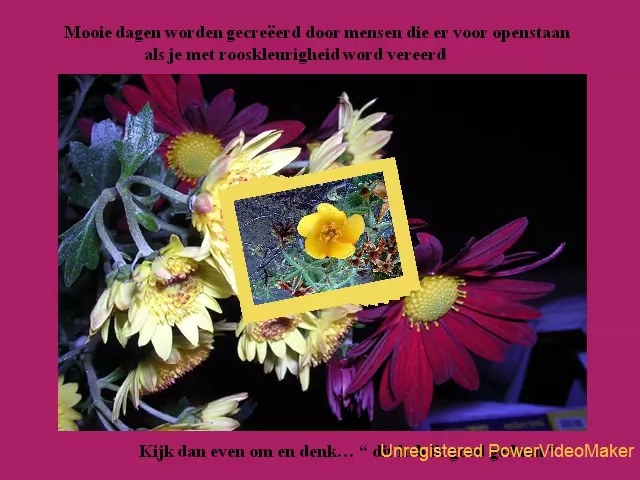 Mooie dagen worden gecreëerd door mensen die er voor openstaan
als je met rooskleurigheid word vereerd
Kijk dan even om en denk… “
Unregistered PowerVideoMaker